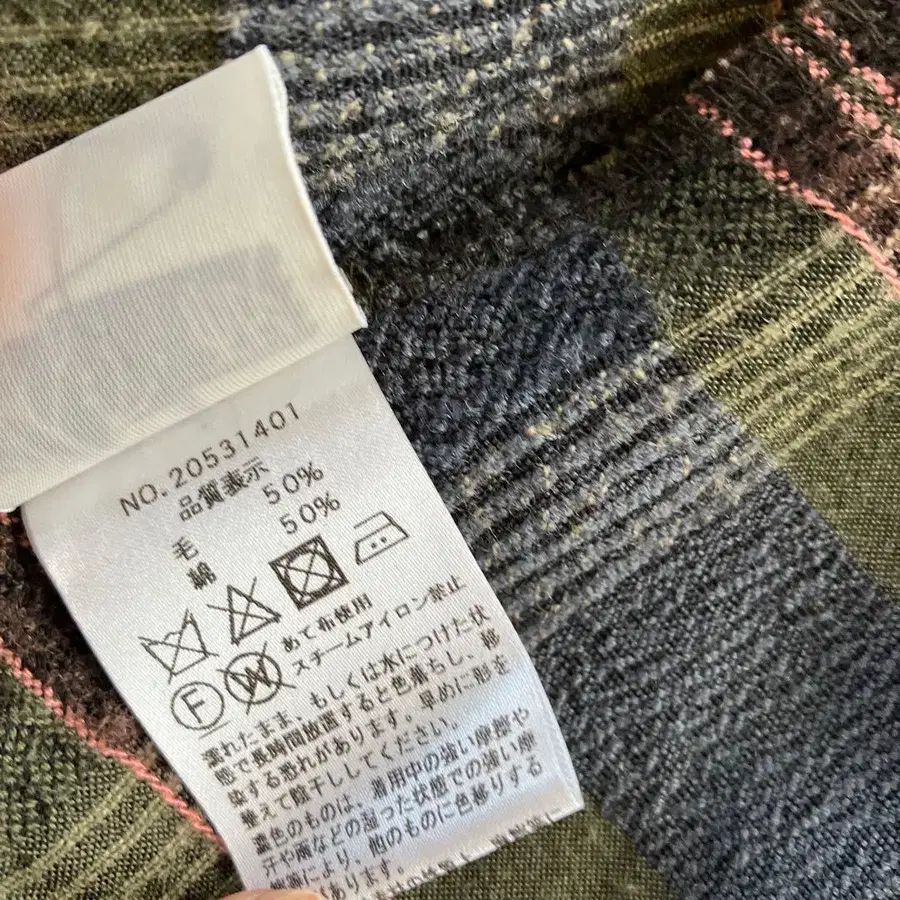 NO.20531401
品質表示
毛 50%
綿 50%
あて布使用
スチームアイロン禁止
F W
濡れたまま、もしくは水につけた状
態で長時間放置すると色落ちし、移
染する恐れがあります。早めに形を
整えて陰干ししてください。
濃色のものは、着用中の強い摩擦や
汗や雨などの湿った状態での強い摩
擦等により、他のものに色移りする
あります。